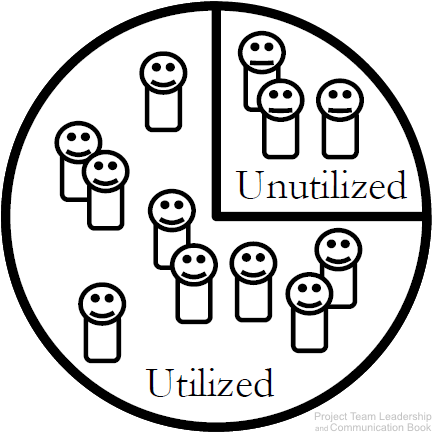 Unutilized
Utilized
Project Team Leadership
and Communication Book